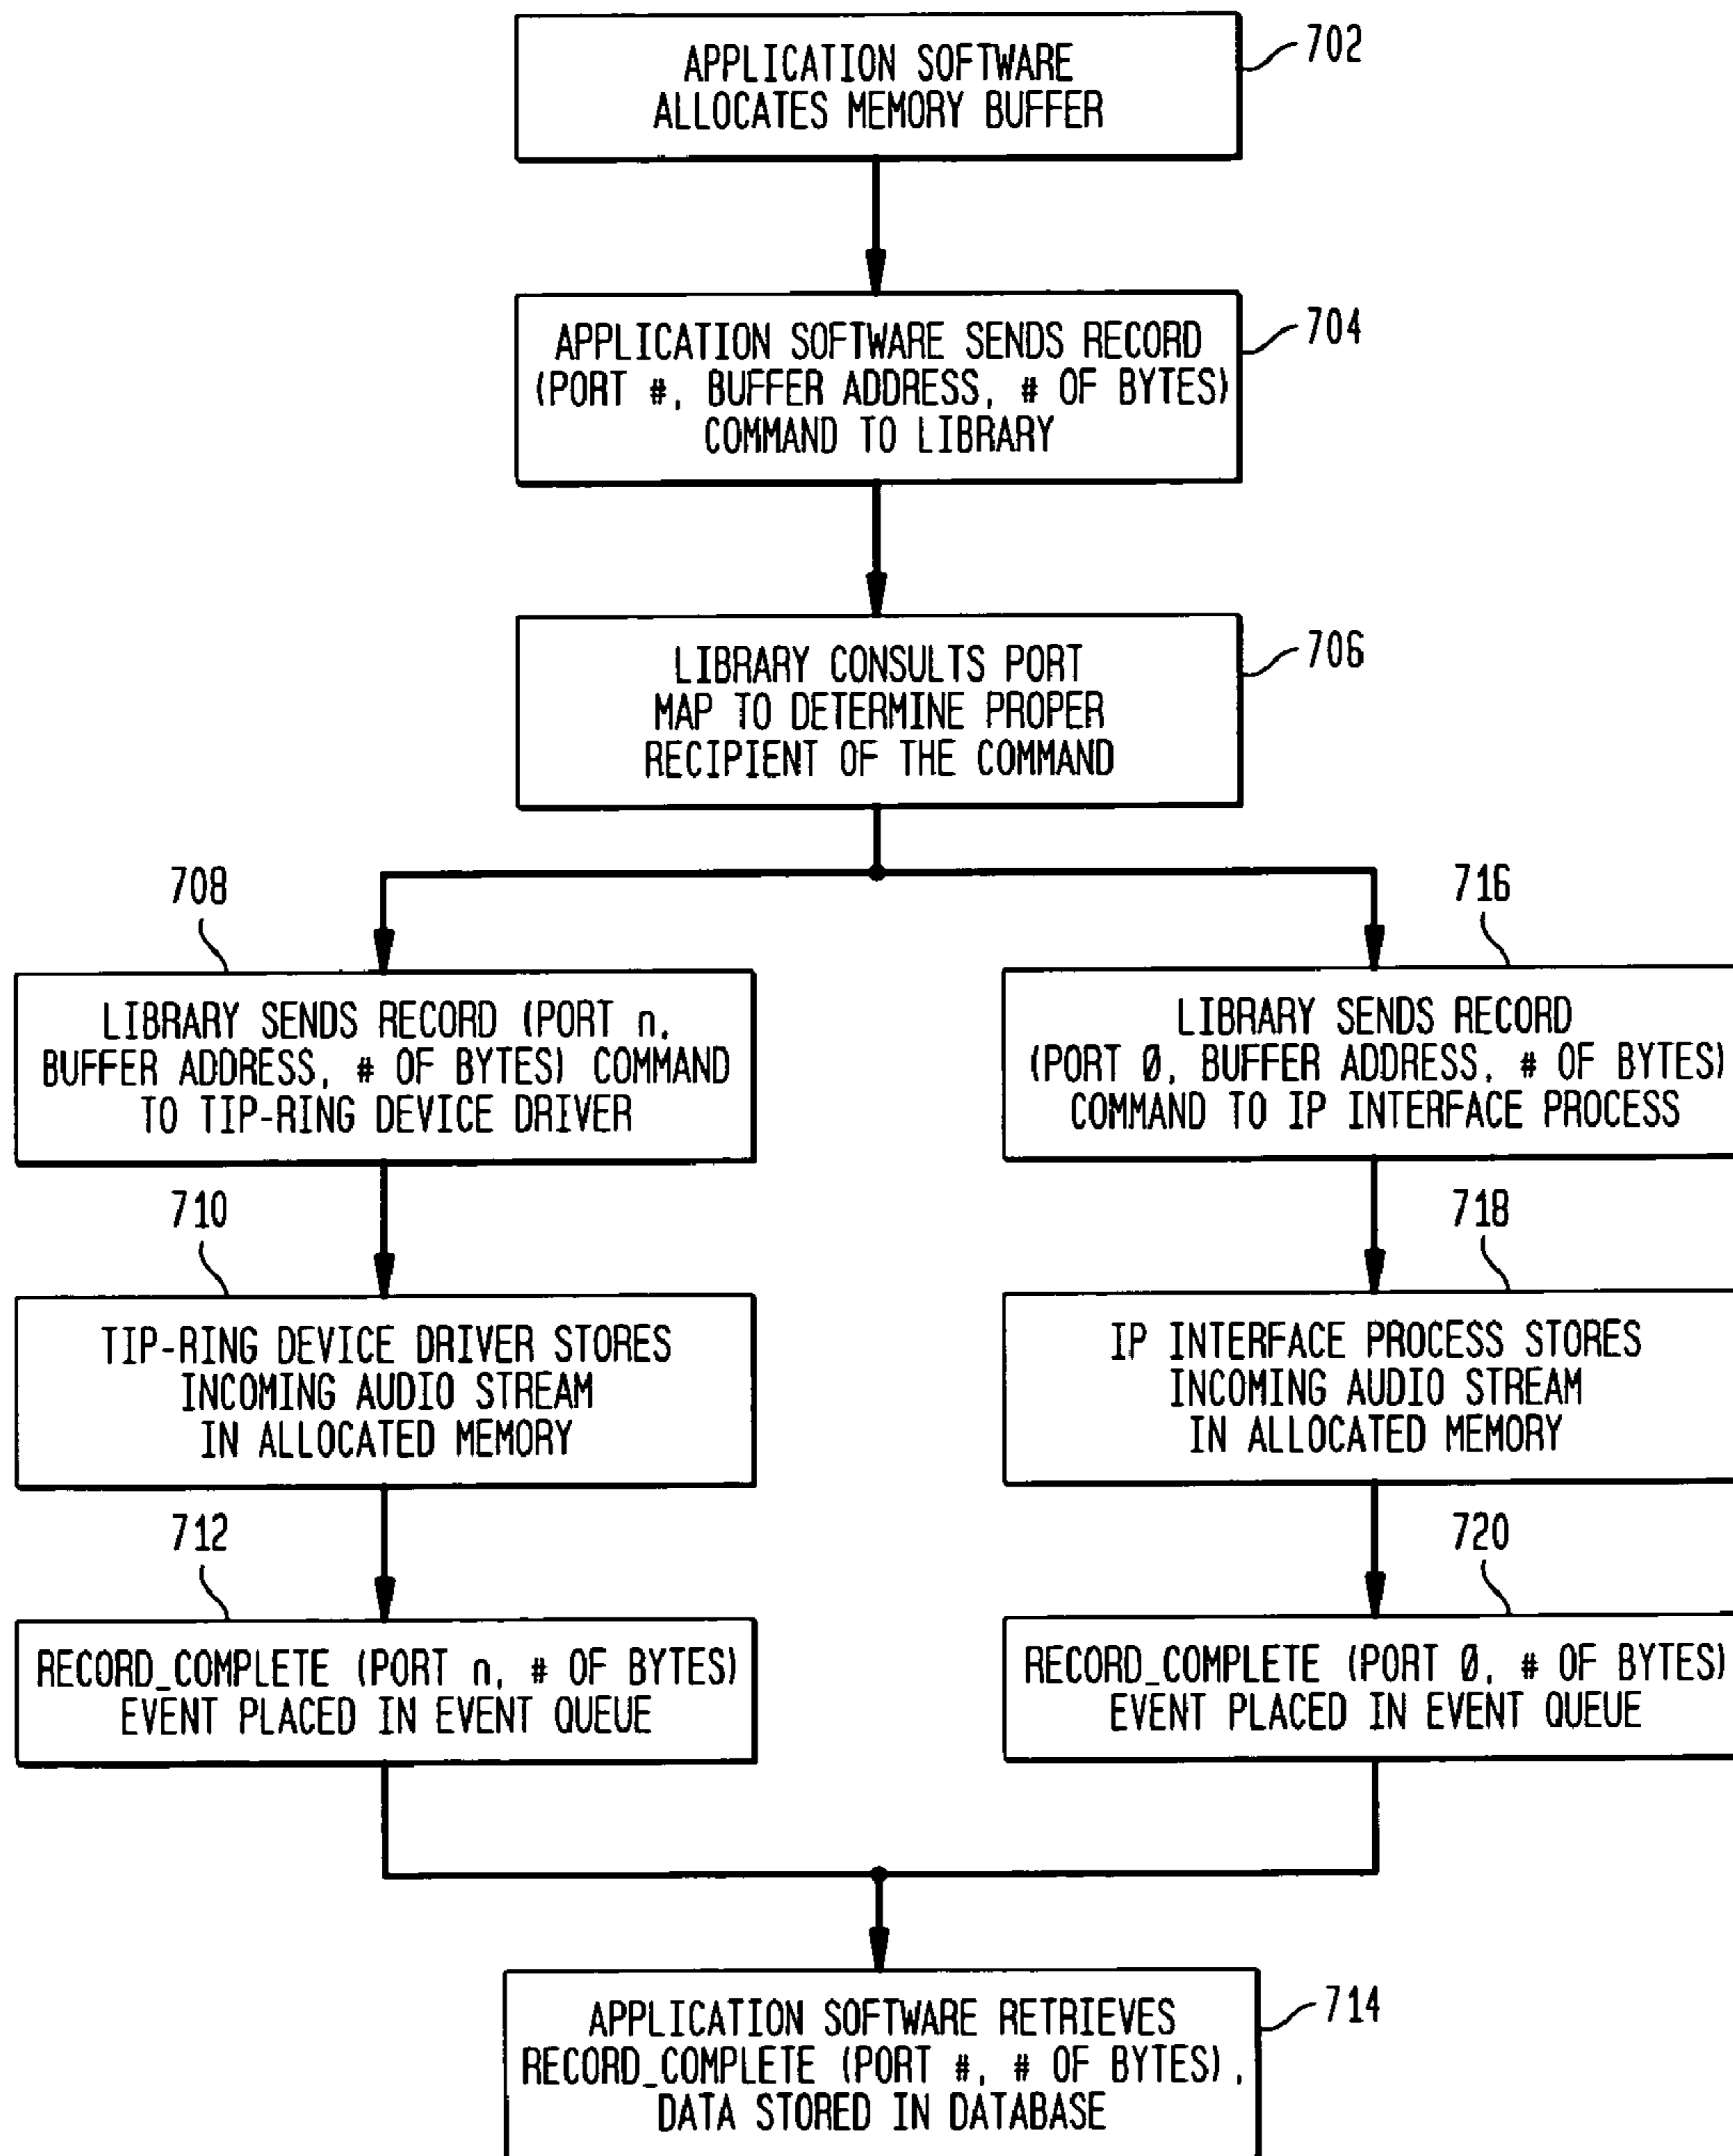 APPLICATION SOFTWARE
ALLOCATES MEMORY BUFFER
702
APPLICATION SOFTWARE SENDS RECORD
(PORT #, BUFFER ADDRESS, # OF BYTES)
COMMAND TO LIBRARY
704
LIBRARY CONSULTS PORT
MAP TO DETERMINE PROPER
RECIPIENT OF THE COMMAND
706
708
LIBRARY SENDS RECORD (PORT n,
BUFFER ADDRESS, # OF BYTES) COMMAND
TO TIP-RING DEVICE DRIVER
716
LIBRARY SENDS RECORD
(PORT Ø, BUFFER ADDRESS, # OF BYTES)
COMMAND TO IP INTERFACE PROCESS
710
TIP-RING DEVICE DRIVER STORES
INCOMING AUDIO STREAM
IN ALLOCATED MEMORY
718
IP INTERFACE PROCESS STORES
INCOMING AUDIO STREAM
IN ALLOCATED MEMORY
712
RECORD_COMPLETE (PORT n, # OF BYTES)
EVENT PLACED IN EVENT QUEUE
720
RECORD_COMPLETE (PORT Ø, # OF BYTES)
EVENT PLACED IN EVENT QUEUE
APPLICATION SOFTWARE RETRIEVES
RECORD_COMPLETE (PORT #, # OF BYTES),
DATA STORED IN DATABASE
714